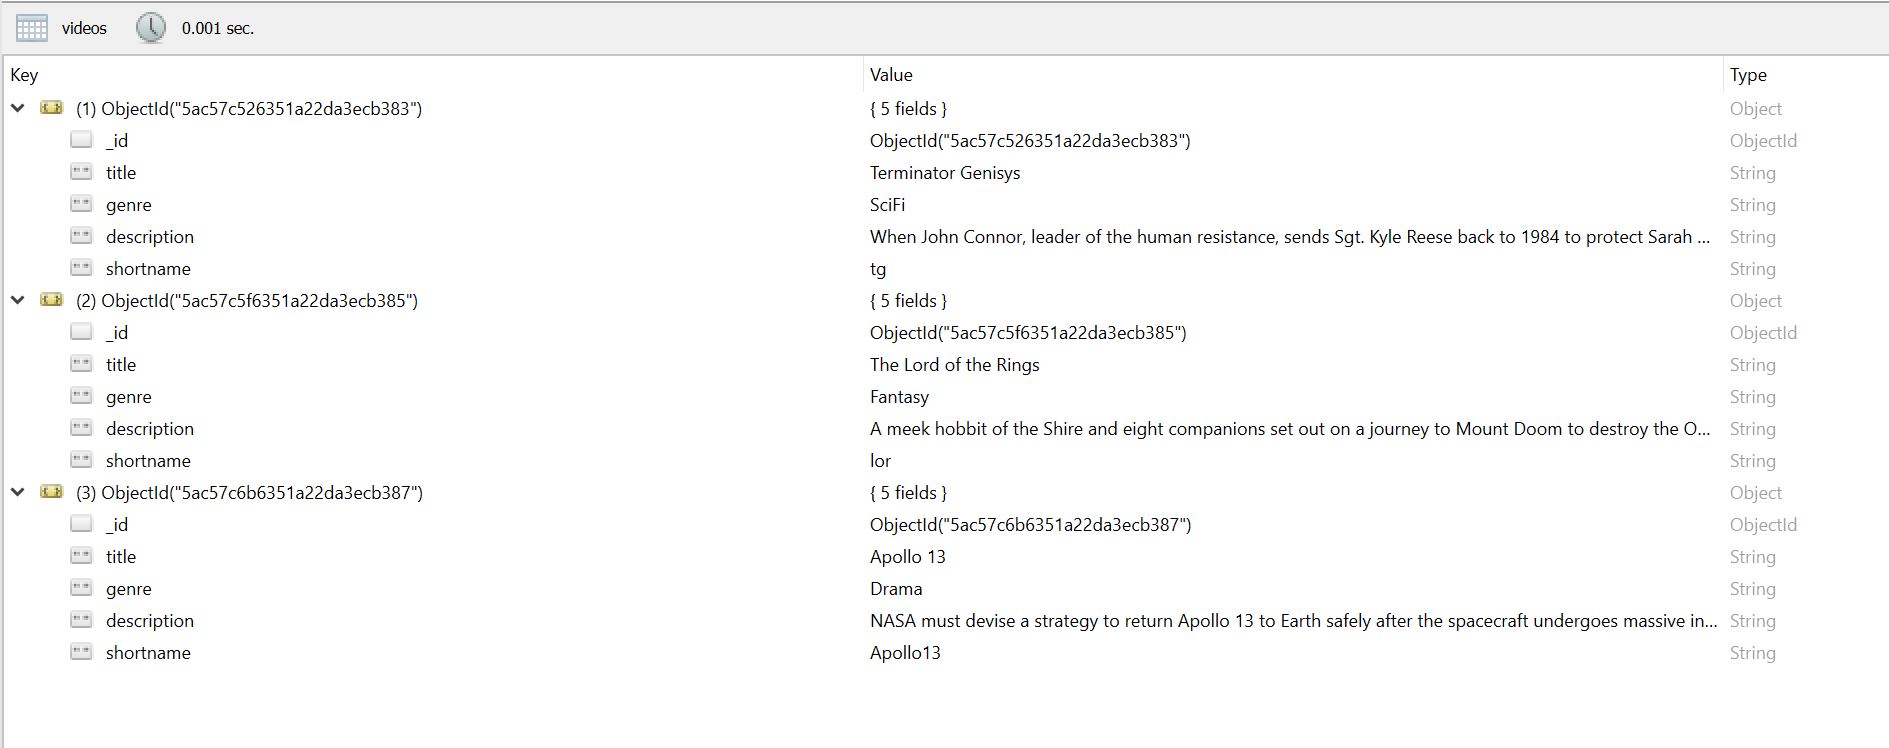 videos 0.001 sec.
Key Value Type
(1) ObjectId("5ac57c526351a22da3ecb383") { 5 fields } Object
_id ObjectId("5ac57c526351a22da3ecb383") ObjectId
title Terminator Genisys String
genre SciFi String
description When John Connor, leader of the human resistance, sends Sgt. Kyle Reese back to 1984 to protect Sarah ... String
shortname tg String
(2) ObjectId("5ac57c5f6351a22da3ecb385") { 5 fields } Object
_id ObjectId("5ac57c5f6351a22da3ecb385") ObjectId
title The Lord of the Rings String
genre Fantasy String
description A meek hobbit of the Shire and eight companions set out on a journey to Mount Doom to destroy the O... String
shortname lor String
(3) ObjectId("5ac57c6b6351a22da3ecb387") { 5 fields } Object
_id ObjectId("5ac57c6b6351a22da3ecb387") ObjectId
title Apollo 13 String
genre Drama String
description NASA must devise a strategy to return Apollo 13 to Earth safely after the spacecraft undergoes massive in... String
shortname Apollo13 String